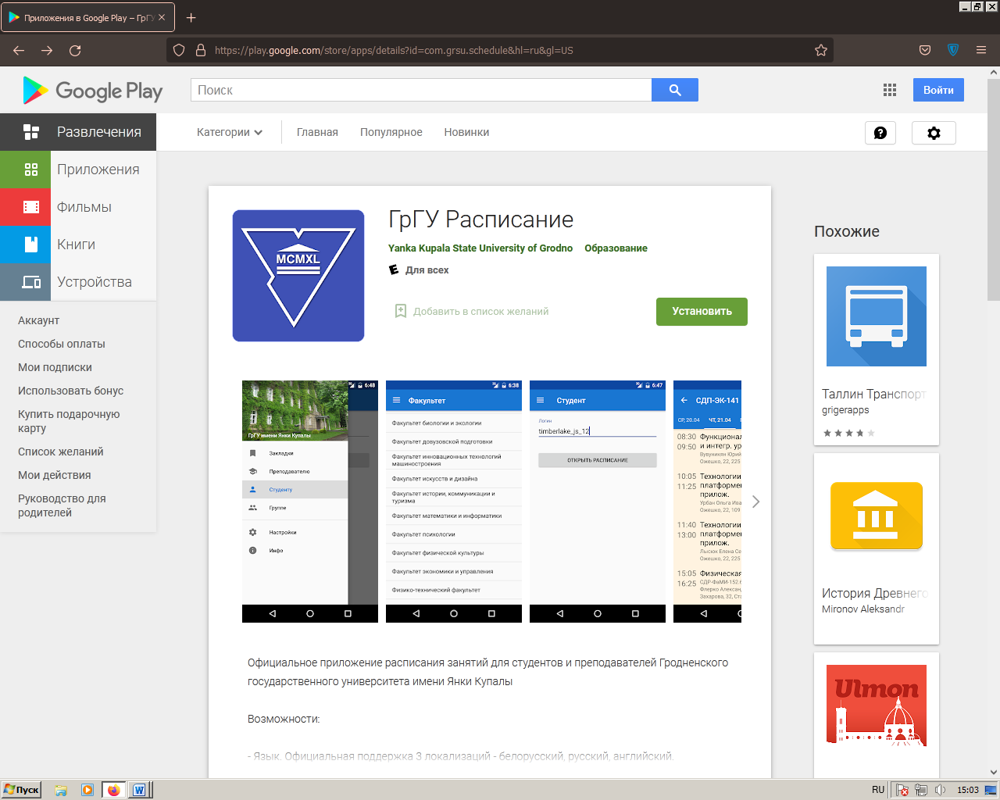 Приложения в Google Play – ГрГУ
https://play.google.com/store/apps/details?id=com.grsu.schedule&hl=ru&gl=US
Google Play
Поиск
Войти
Развлечения
Категории
Главная
Популярное
Новинки
Приложения
Фильмы
Книги
Устройства
Аккаунт
Способы оплаты
Мои подписки
Использовать бонус
Купить подарочную
карту
Список желаний
Мои действия
Руководство для
родителей
MCMXL
ГрГУ Расписание
Yanka Kupala State University of Grodno Образование
Для всех
Добавить в список желаний
Установить
6:48
ГрГУ имени Янки Купалы
Закладки
Преподавателю
Студенту
Группе
Настройки
Инфо
6:38
Факультет
Факультет биологии и экологии
Факультет довузовской подготовки
Факультет инновационных технологий
машиностроения
Факультет искусств и дизайна
Факультет истории, коммуникации и
туризма
Факультет математики и информатики
Факультет психологии
Факультет физической культуры
Факультет экономики и управления
Физико-технический факультет
6:47
Студент
Логин
timberlake_js_12
ОТКРЫТЬ РАСПИСАНИЕ
СДП-ЭК-141
СР, 20.04 ЧТ, 21.04
08:30 Функционал
09:50 и интегр. ур
Вувуникян Юрий
Ожешко, 22, 225
10:05 Технологии
11:25 платформен
прилож.
Урбан Ольга Ива
Ожешко, 22, 109
11:40 Технологии
13:00 платформен
прилож.
Лысюк Елена Се
Ожешко, 22, 225
15:05 Физическая
16:25 СДР-ФаМИ-152.6
Флерко Александ
Захарова, 32, Ст
Официальное приложение расписания занятий для студентов и преподавателей Гродненского
государственного университета имени Янки Купалы
Возможности:
- Язык. Официальная поддержка 3 локализаций - белорусский, русский, английский.
Похожие
Таллин Транспорт
grigerapps
История Древнего
Mironov Aleksandr
Ulmon
Пуск
RU
15:03